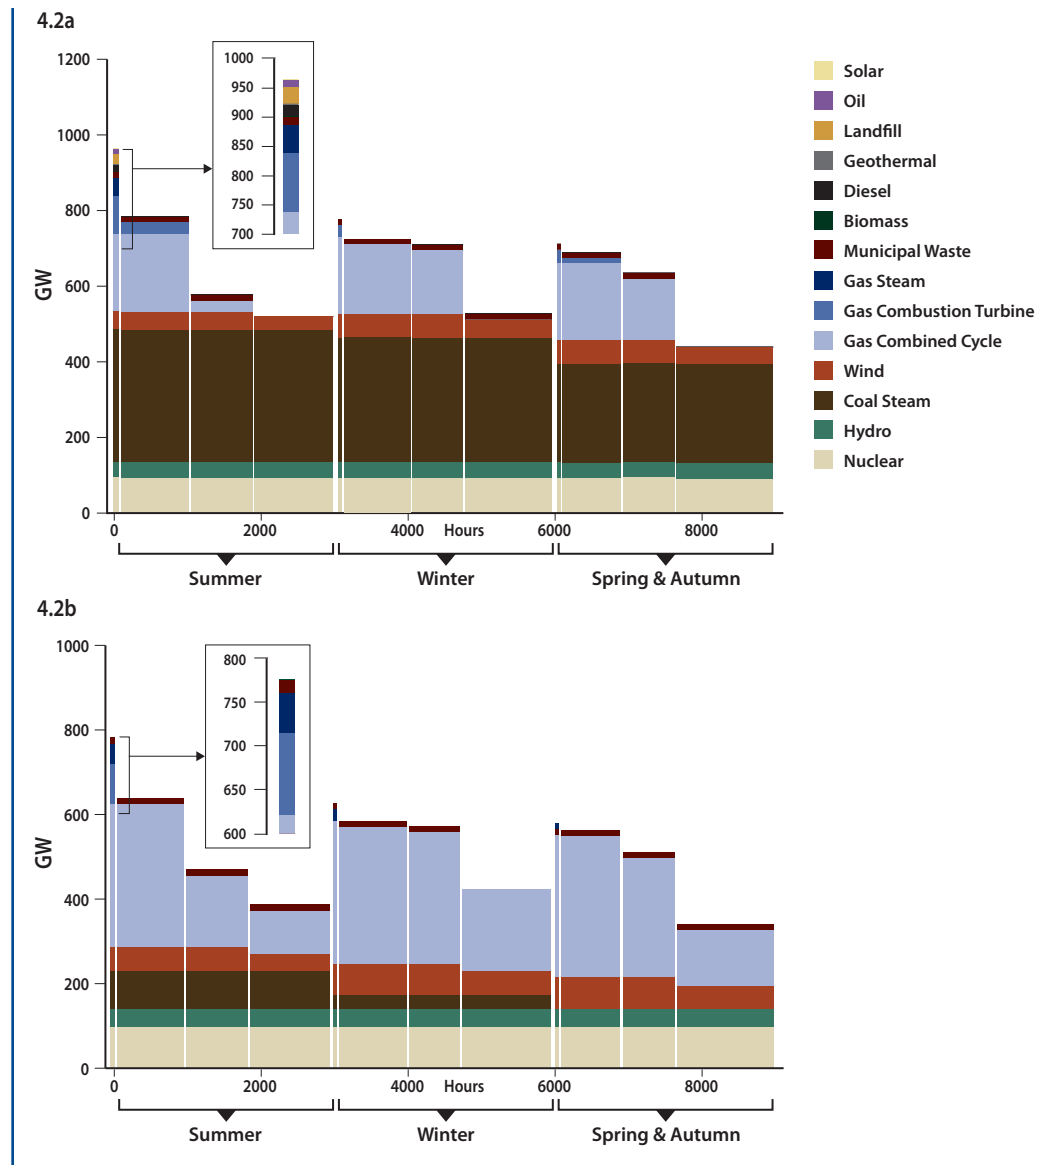 4.2a
1200
1000
800
600
400
200
0
GW
1000
950
900
850
800
750
700
0 2000 4000 Hours 6000 8000
Summer Winter Spring & Autumn
Solar
Oil
Landfill
Geothermal
Diesel
Biomass
Municipal Waste
Gas Steam
Gas Combustion Turbine
Gas Combined Cycle
Wind
Coal Steam
Hydro
Nuclear
4.2b
1000
800
600
400
200
0
GW
800
750
700
650
600
0 2000 4000 Hours 6000 8000
Summer Winter Spring & Autumn